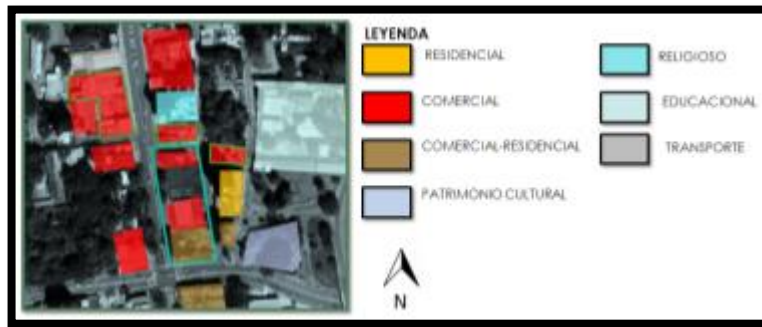 LEYENDA
RESIDENCIAL
COMERCIAL
COMERCIAL-RESIDENCIAL
PATRIMONIO CULTURAL
RELIGIOSO
EDUCACIONAL
TRANSPORTE
N